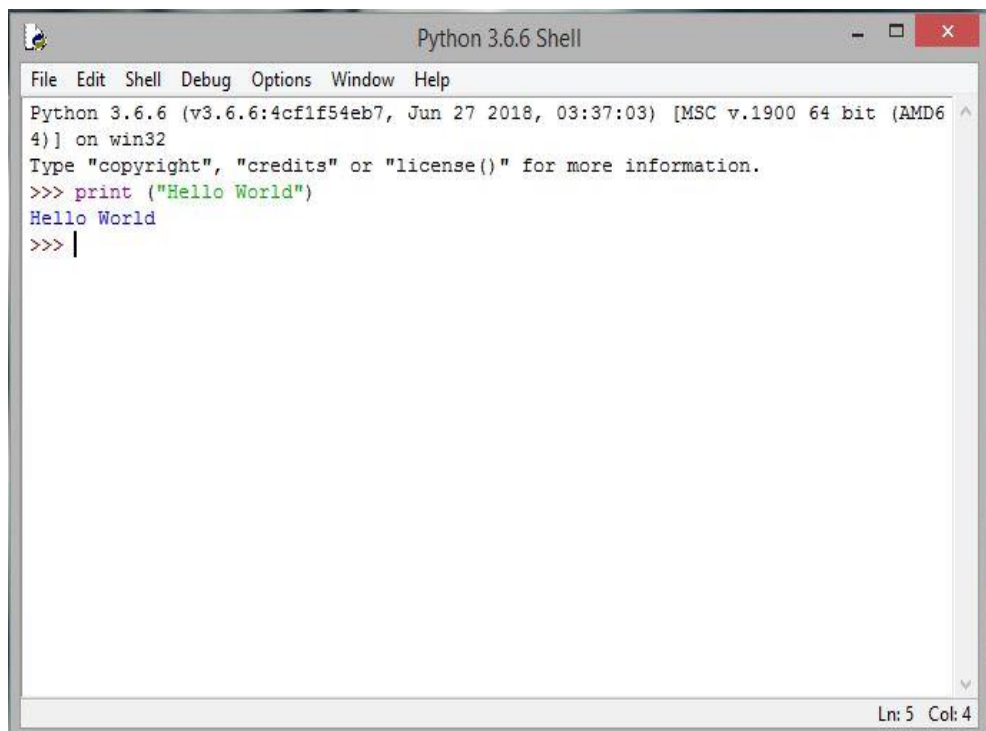 Python 3.6.6 Shell
File Edit Shell Debug Options Window Help
Python 3.6.6 (v3.6.6:4cf1f54eb7, Jun 27 2018, 03:37:03) [MSC v.1900 64 bit (AMD6
4)] on win32
Type "copyright", "credits" or "license()" for more information.
>>> print ("Hello World")
Hello World
>>>
Ln: 5 Col: 4